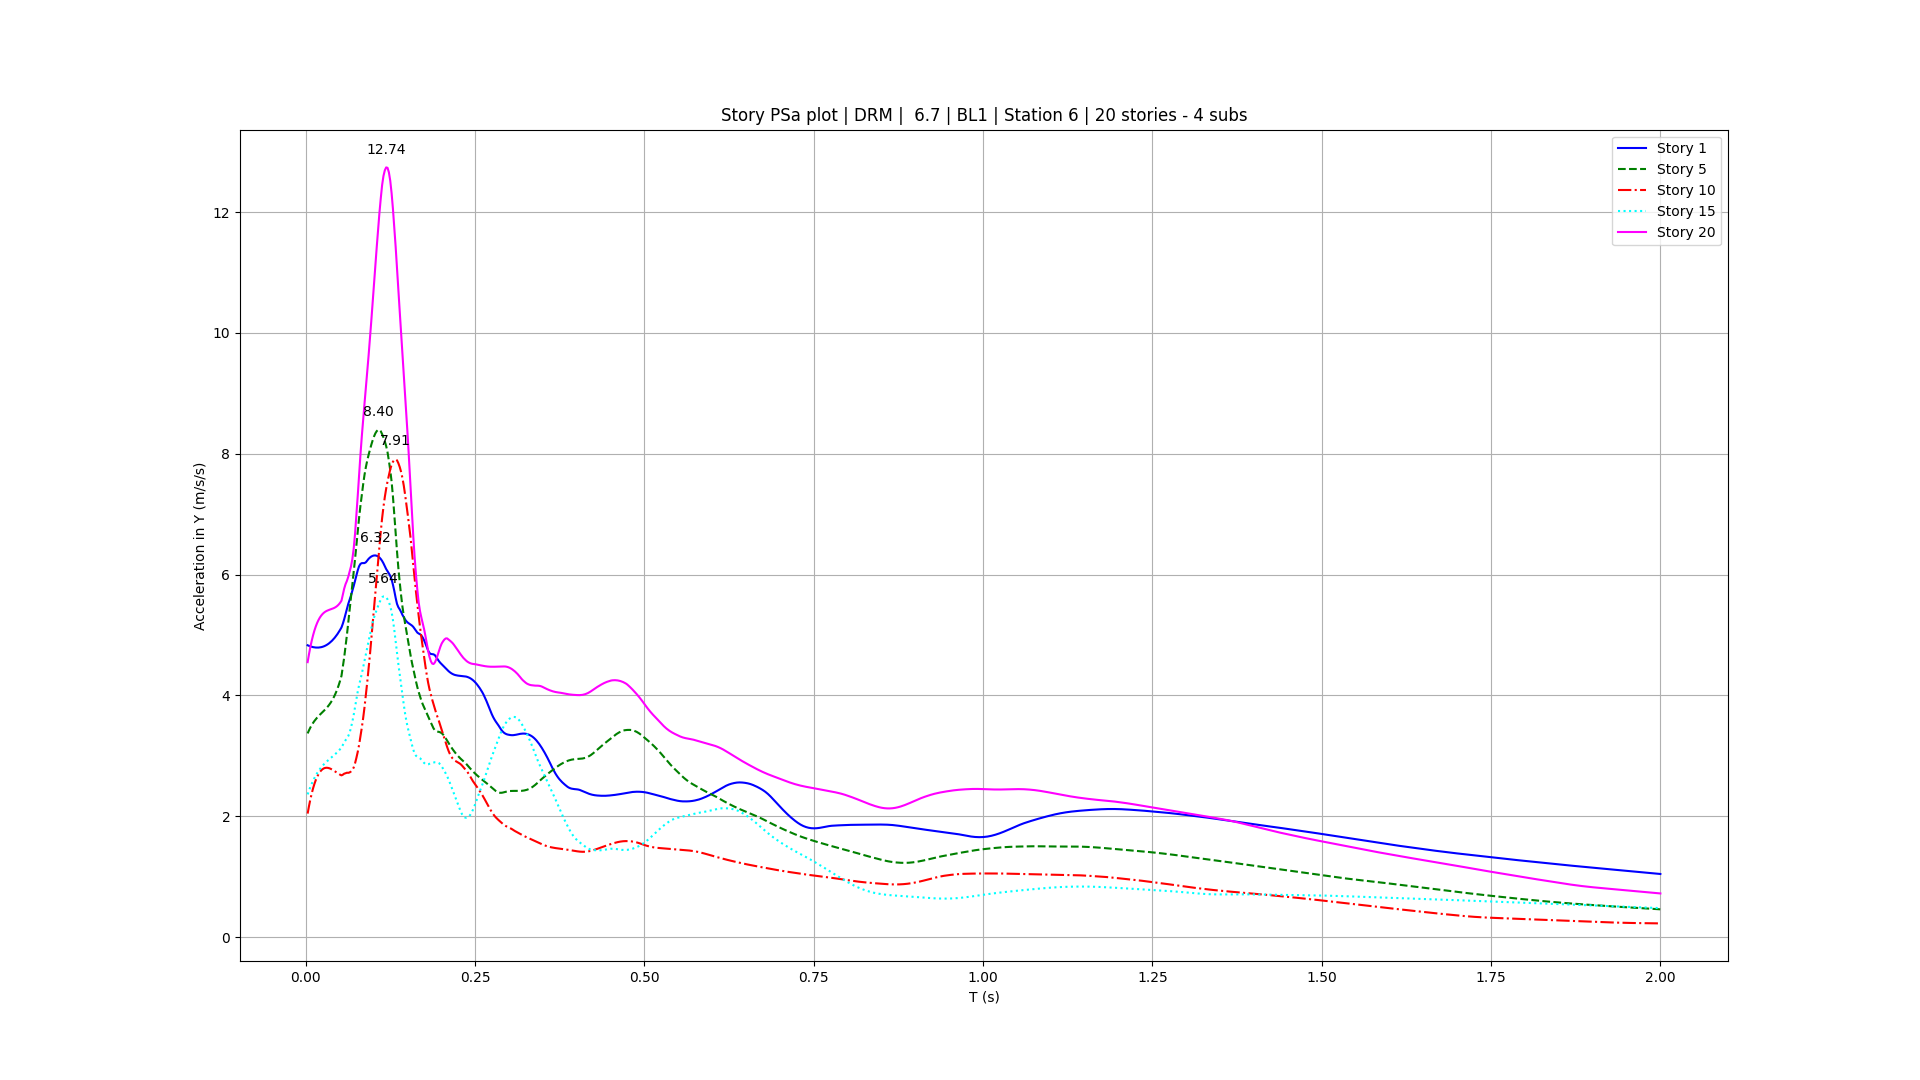 Story PSa plot | DRM |  6.7 | BL1 | Station 6 | 20 stories - 4 subs
Story 1
Story 5
Story 10
Story 15
Story 20
12.74
8.40
7.91
6.32
5.64
Acceleration in Y (m/s/s)
12
10
8
6
4
2
0
0.00 0.25 0.50 0.75 1.00 1.25 1.50 1.75 2.00
T (s)